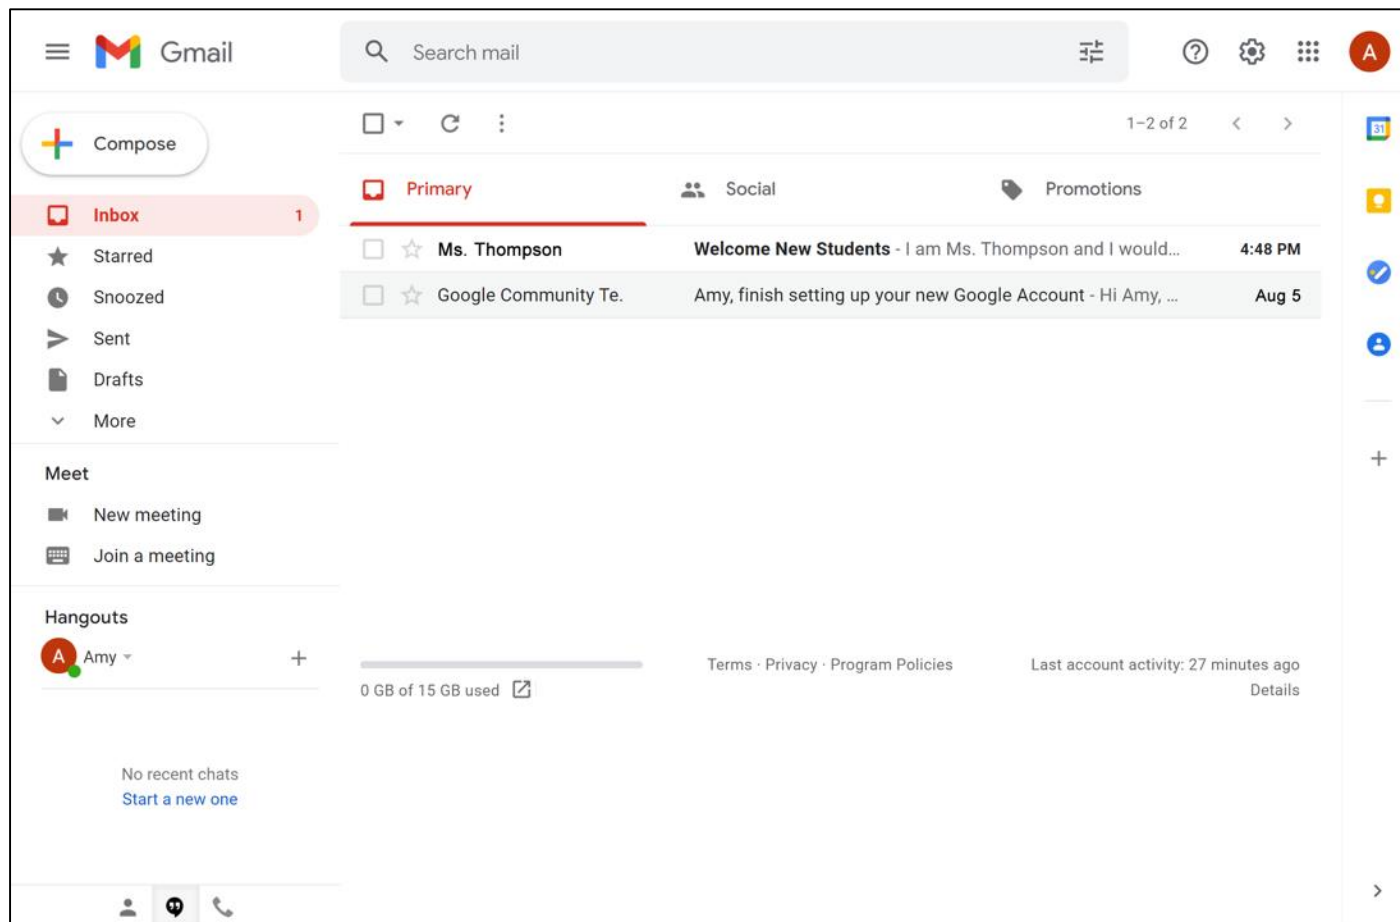 Gmail
Search mail
A
Compose
1–2 of 2
31
Primary
Social
Promotions
Inbox 1
Starred
Snoozed
Sent
Drafts
More
Ms. Thompson Welcome New Students - I am Ms. Thompson and I would... 4:48 PM
Google Community Te. Amy, finish setting up your new Google Account - Hi Amy, ... Aug 5
Meet
New meeting
Join a meeting
Hangouts
A Amy
No recent chats
Start a new one
0 GB of 15 GB used
Terms · Privacy · Program Policies
Last account activity: 27 minutes ago
Details